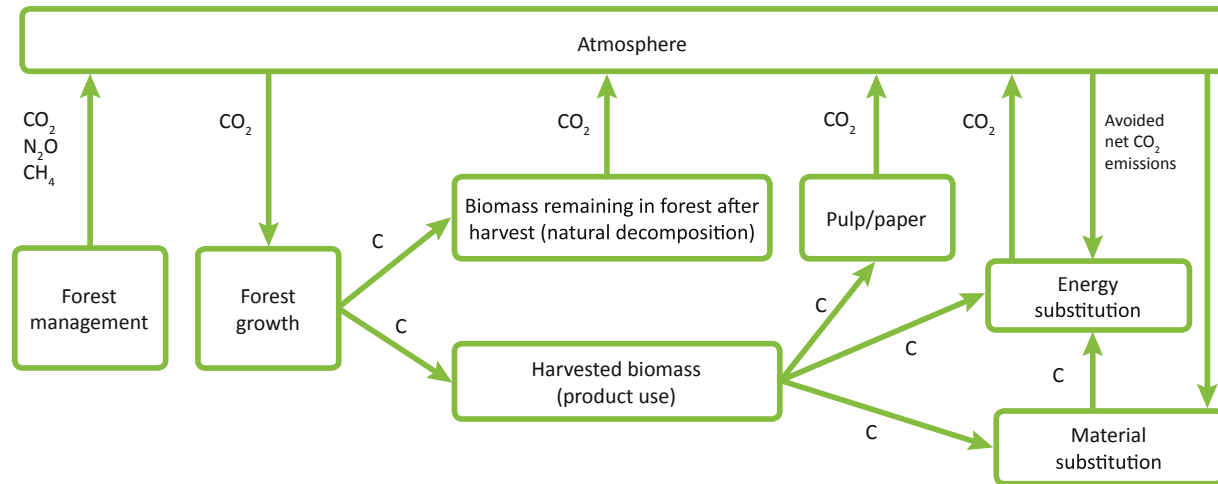 Atmosphere
CO₂
N₂O
CH₄
CO₂
CO₂
CO₂
CO₂
Avoided
net CO₂
emissions
Biomass remaining in forest after
harvest (natural decomposition)
Pulp/paper
C
Forest
management
Forest
growth
Energy
substitution
C
C
C
Harvested biomass
(product use)
C
C
Material
substitution